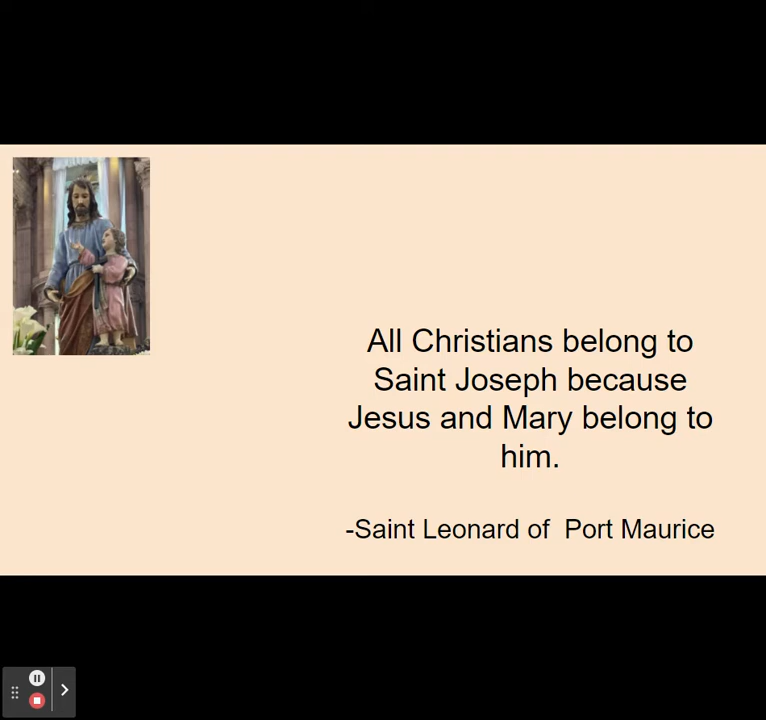 All Christians belong to
Saint Joseph because
Jesus and Mary belong to
him.
-Saint Leonard of  Port Maurice